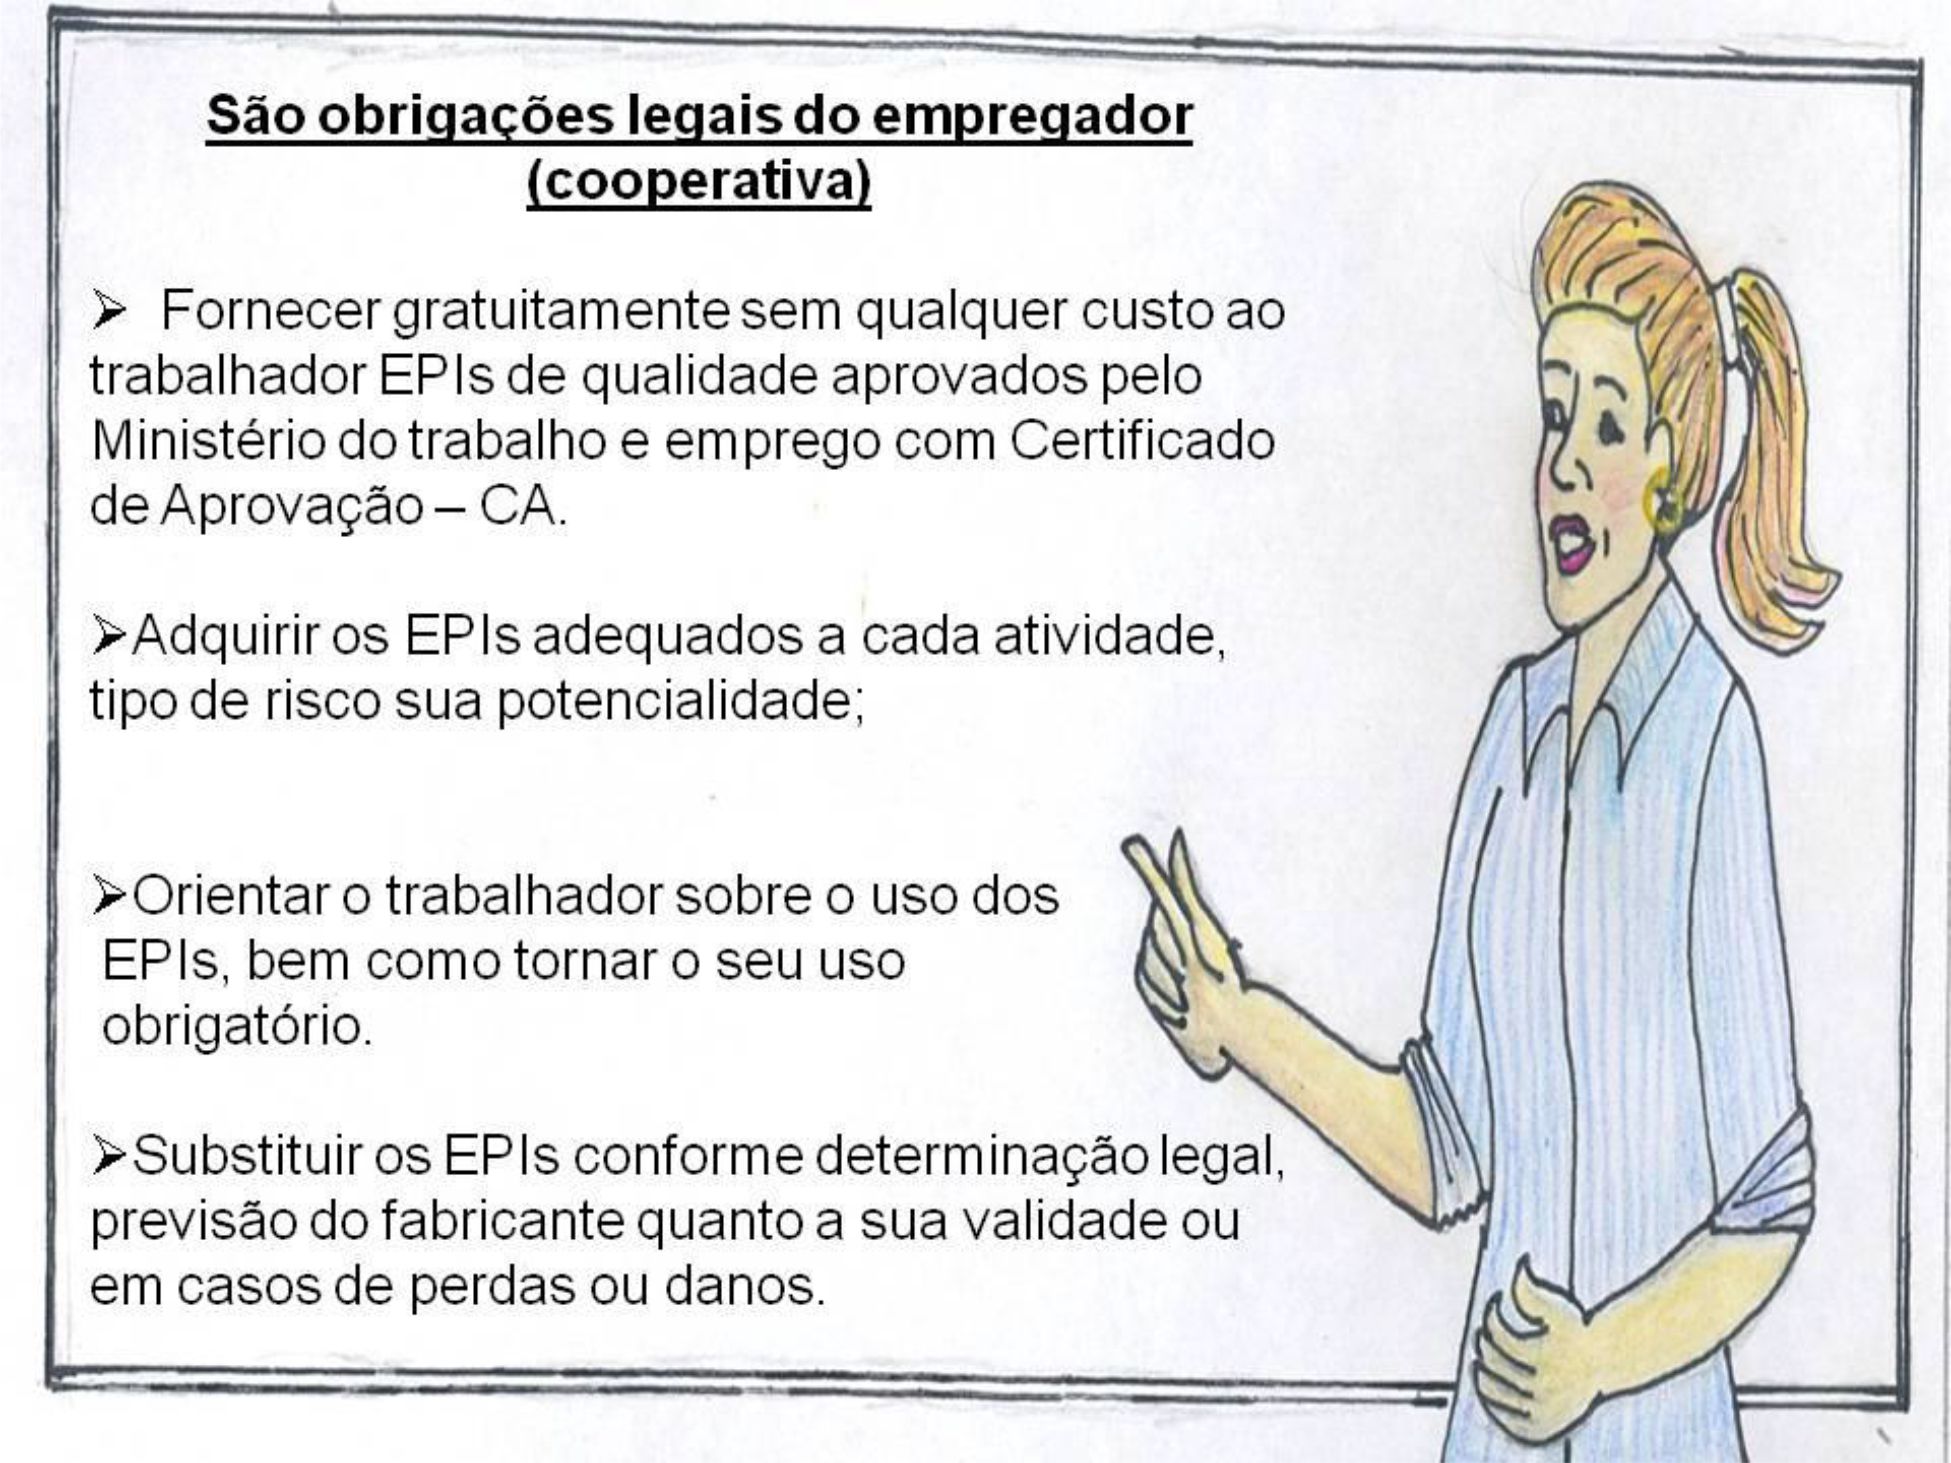 São obrigações legais do empregador
(cooperativa)
➢ Fornecer gratuitamente sem qualquer custo ao
trabalhador EPIs de qualidade aprovados pelo
Ministério do trabalho e emprego com Certificado
de Aprovação – CA.
➢Adquirir os EPIs adequados a cada atividade,
tipo de risco sua potencialidade;
➢Orientar o trabalhador sobre o uso dos
EPIs, bem como tornar o seu uso
obrigatório.
➢Substituir os EPIs conforme determinação legal,
previsão do fabricante quanto a sua validade ou
em casos de perdas ou danos.